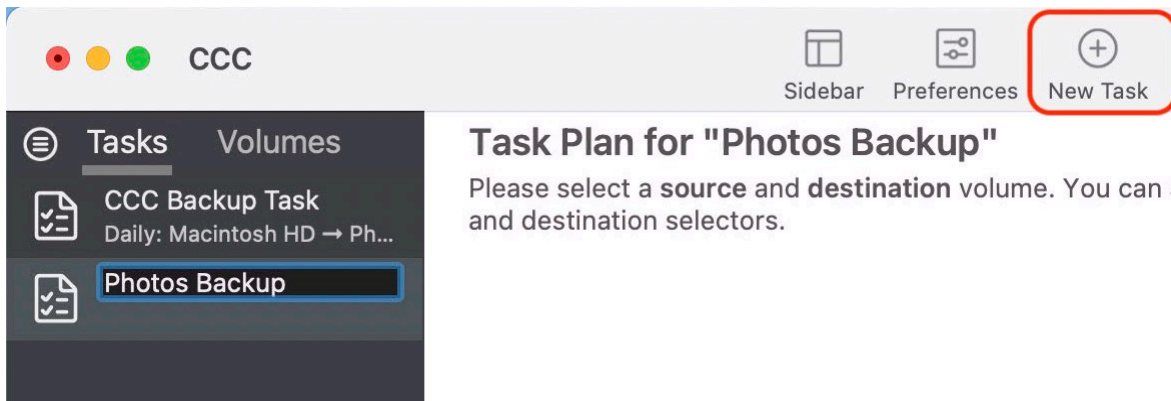 CCC
Sidebar
Preferences
New Task
Tasks
Volumes
CCC Backup Task
Daily: Macintosh HD → Ph...
Photos Backup
Task Plan for "Photos Backup"
Please select a source and destination volume. You can
and destination selectors.